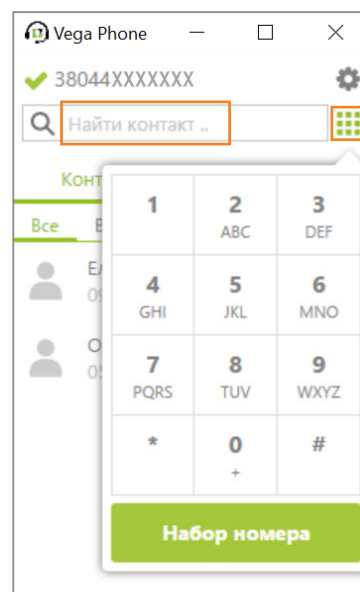 Vega Phone
38044XXXXXXX
Найти контакт ..
1 2 3
ABC DEF
4 5 6
GHI JKL MNO
7 8 9
PQRS TUV WXYZ
* 0 #
+
Набор номера
Все